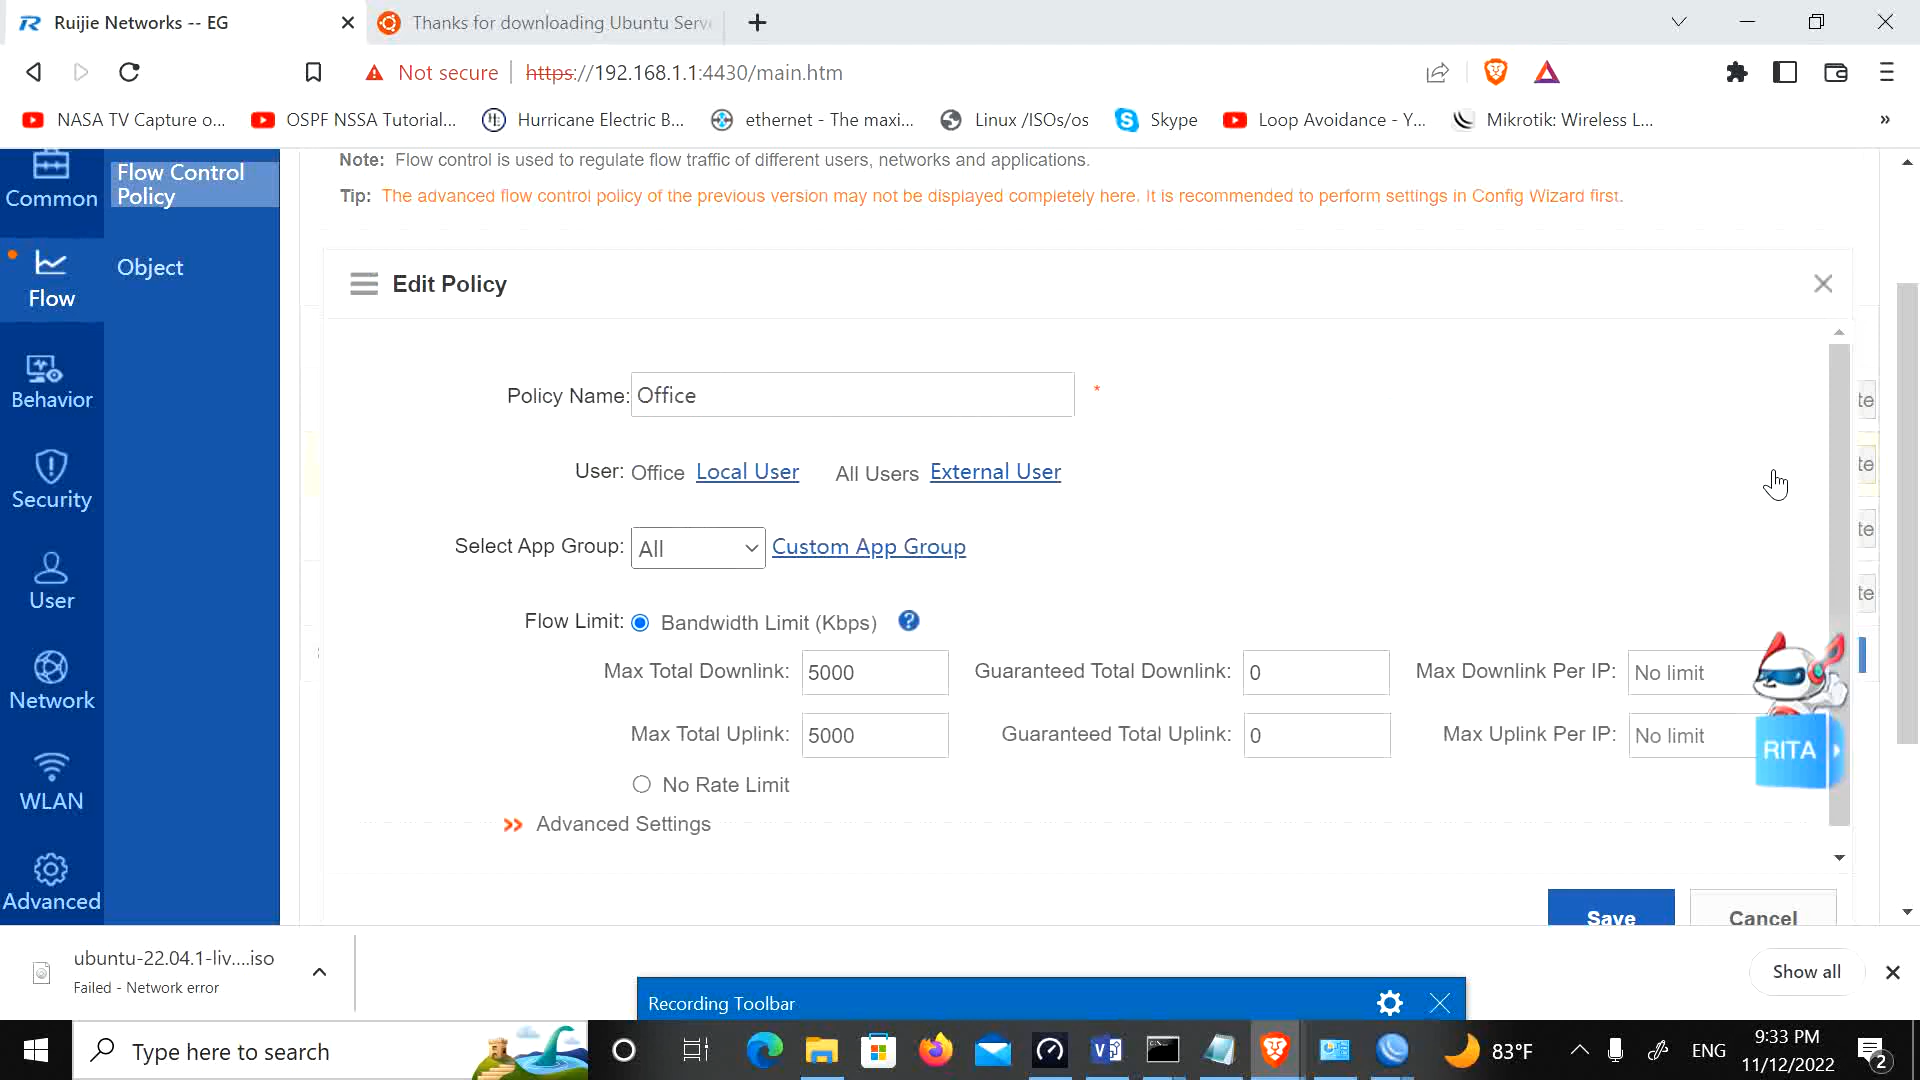 Ruijie Networks -- EG
Thanks for downloading Ubuntu Serv
Not secure https://192.168.1.1:4430/main.htm
NASA TV Capture o... OSPF NSSA Tutorial... Hurricane Electric B... ethernet - The maxi... Linux /ISOs/os Skype Loop Avoidance - Y... Mikrotik: Wireless L... »
Common
Flow
Behavior
Security
User
Network
WLAN
Advanced
Flow Control
Policy
Object
Note: Flow control is used to regulate flow traffic of different users, networks and applications.
Tip: The advanced flow control policy of the previous version may not be displayed completely here. It is recommended to perform settings in Config Wizard first.
Edit Policy
Policy Name: Office *
User: Office Local User All Users External User
Select App Group: All Custom App Group
Flow Limit: Bandwidth Limit (Kbps) ?
Max Total Downlink: 5000 Guaranteed Total Downlink: 0 Max Downlink Per IP: No limit
Max Total Uplink: 5000 Guaranteed Total Uplink: 0 Max Uplink Per IP: No limit
No Rate Limit
Advanced Settings
Save Cancel
te
te
te
te
RITA
ubuntu-22.04.1-liv....iso
Failed - Network error
Show all
Recording Toolbar
Type here to search
83°F
ENG
9:33 PM
11/12/2022
2